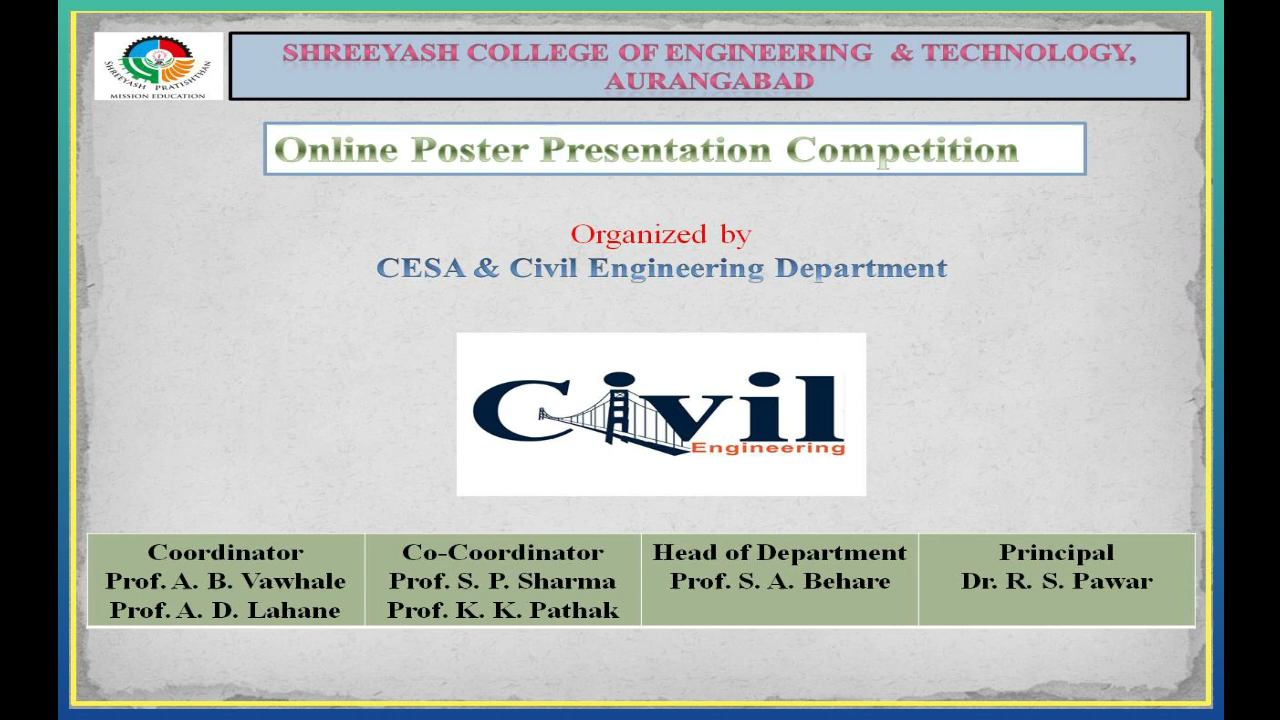 SHREEYASH PRATISHTHAN
MISSION EDUCATION
SHREEYASH COLLEGE OF ENGINEERING & TECHNOLOGY,
AURANGABAD
Online Poster Presentation Competition
Organized by
CESA & Civil Engineering Department
Civil
Engineering
Coordinator
Prof. A. B. Vawhale
Prof. A. D. Lahane
Co-Coordinator
Prof. S. P. Sharma
Prof. K. K. Pathak
Head of Department
Prof. S. A. Behare
Principal
Dr. R. S. Pawar